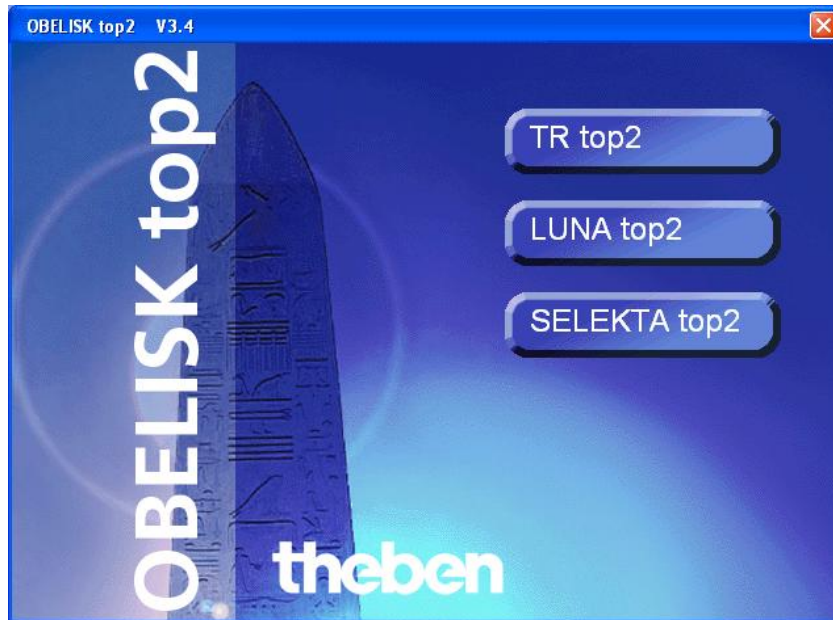 OBELISK top2 V3.4
OBELISK top2
TR top2
LUNA top2
SELEKTA top2
theben